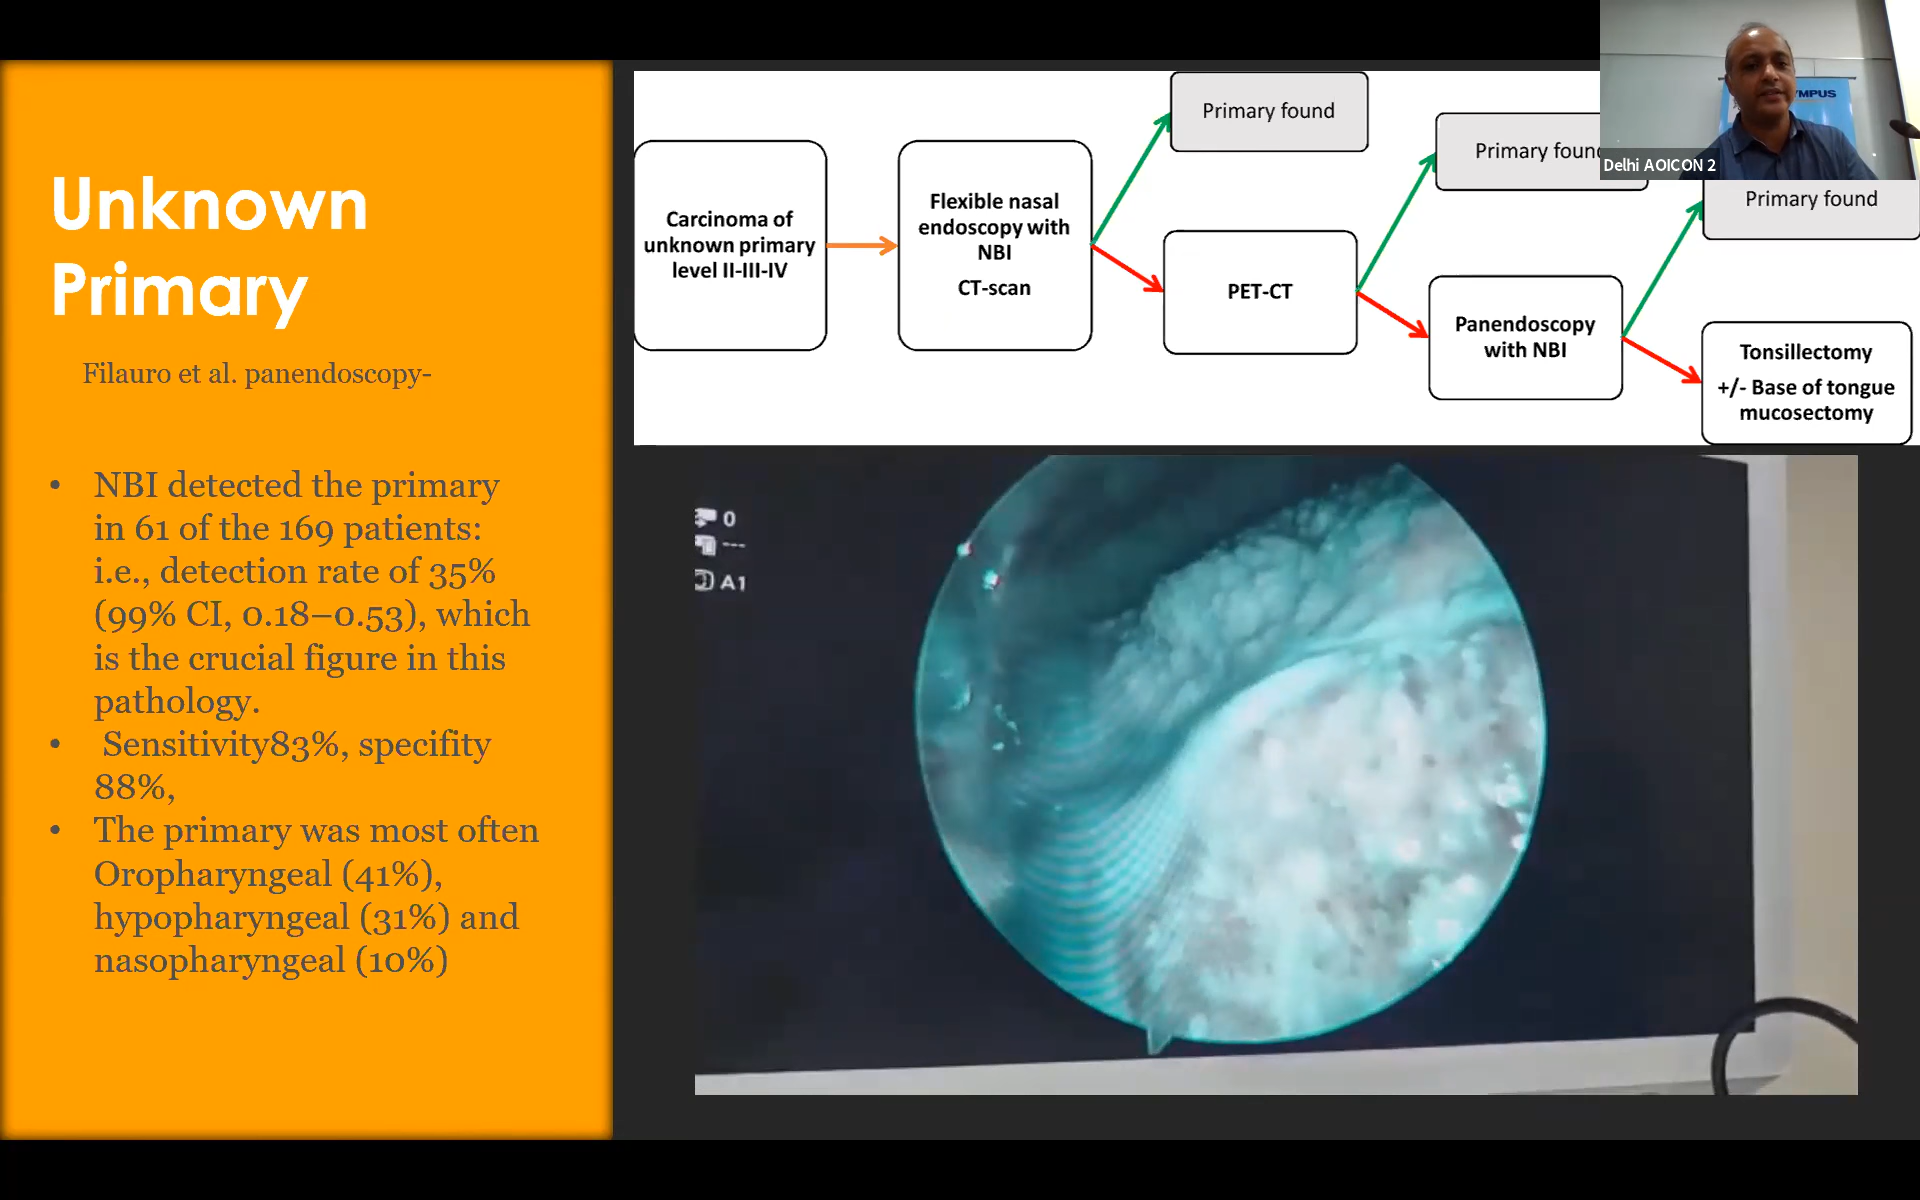 Unknown
Primary
Filauro et al. panendoscopy-
• NBI detected the primary
in 61 of the 169 patients:
i.e., detection rate of 35%
(99% CI, 0.18–0.53), which
is the crucial figure in this
pathology.
• Sensitivity83%, specifity
88%,
• The primary was most often
Oropharyngeal (41%),
hypopharyngeal (31%) and
nasopharyngeal (10%)
Carcinoma of
unknown primary
level II-III-IV
Flexible nasal
endoscopy with
NBI
CT-scan
Primary found
PET-CT
Primary foun
Panendoscopy
with NBI
Primary found
Tonsillectomy
+/- Base of tongue
mucosectomy
YMPUS
Delhi AOICON 2
0
---
A1